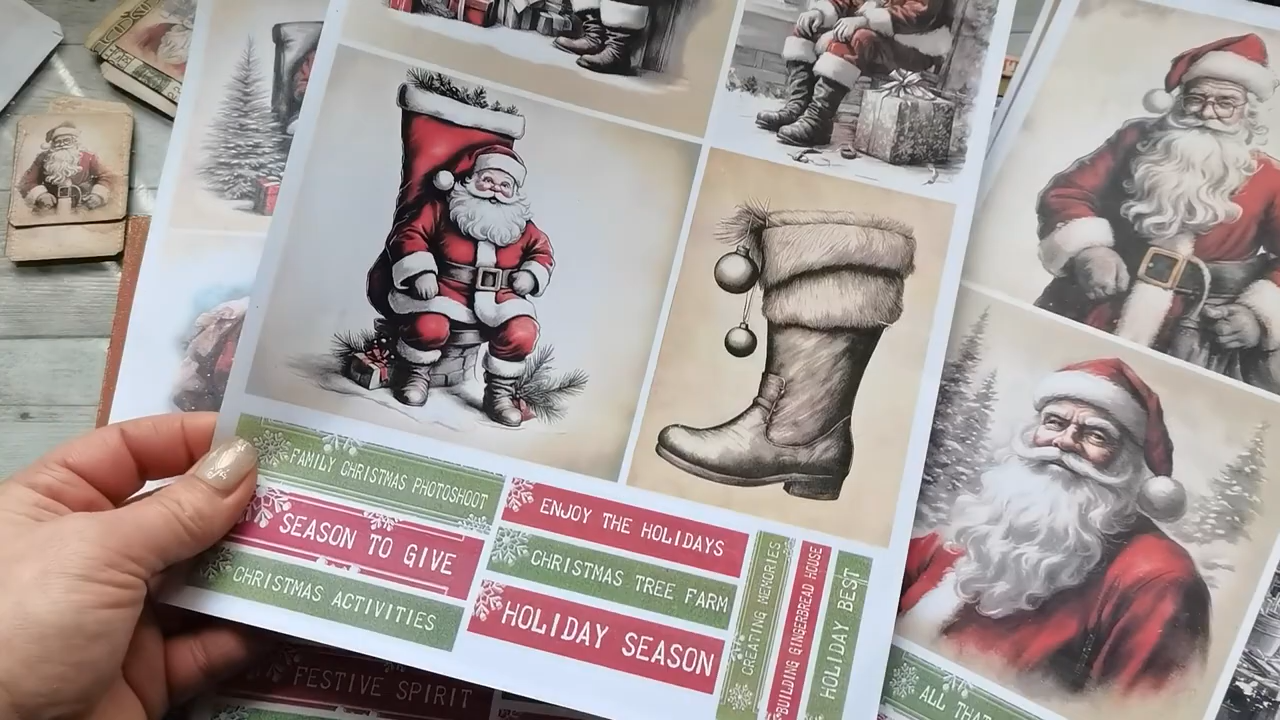 FAMILY CHRISTMAS PHOTOSHOOT
SEASON TO GIVE
CHRISTMAS ACTIVITIES
ENJOY THE HOLIDAYS
CHRISTMAS TREE FARM
HOLIDAY SEASON
CREATING MEMORIES
BUILDING GINGERBREAD HOUSE
HOLIDAY BEST
FESTIVE SPIRIT
ALL THAT